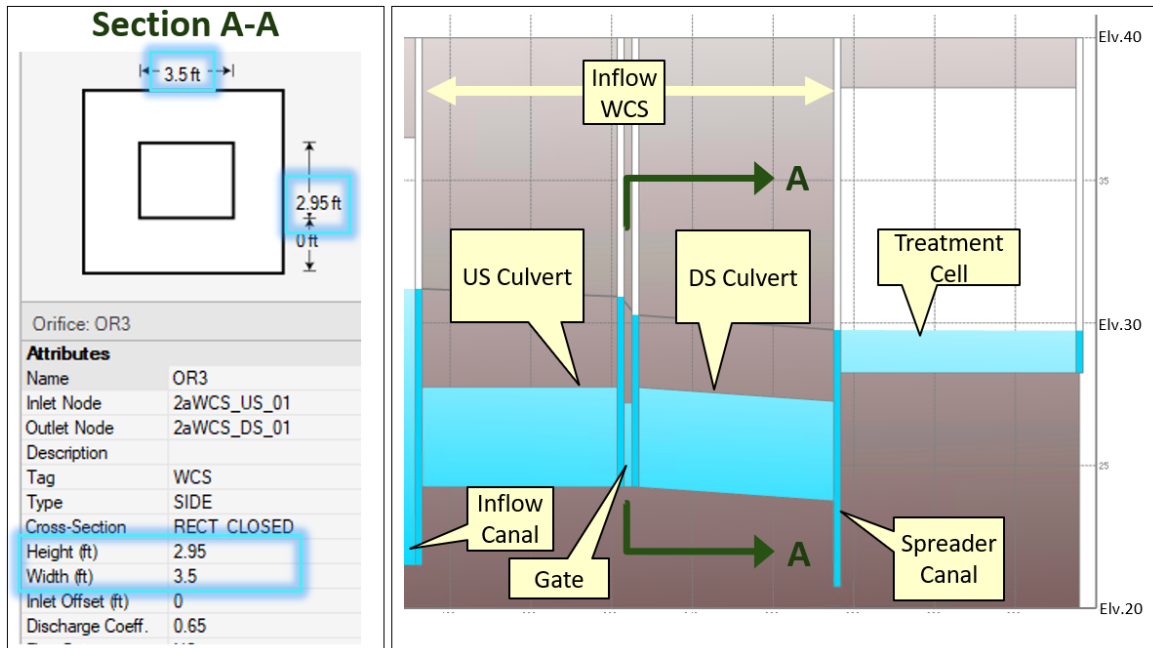 Section A-A
3.5 ft
2.95 ft
0 ft
Orifice: OR3
Attributes
Name OR3
Inlet Node 2aWCS_US_01
Outlet Node 2aWCS_DS_01
Description
Tag WCS
Type SIDE
Cross-Section RECT_CLOSED
Height (ft) 2.95
Width (ft) 3.5
Inlet Offset (ft) 0
Discharge Coeff. 0.65
Elv.40
Inflow
WCS
A
35
US Culvert
DS Culvert
Treatment
Cell
Elv.30
25
Inflow
Canal
Gate
A
Spreader
Canal
Elv.20